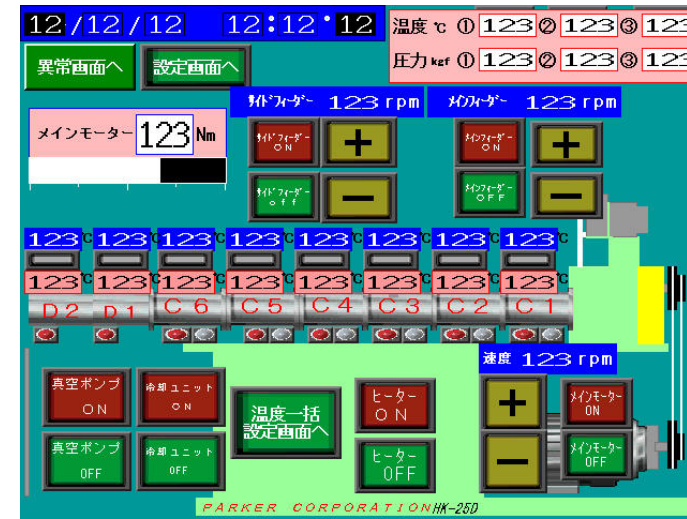 12/12/12 12:12 12
温度 ℃ ① 123 ② 123 ③ 123
異常画面へ 設定画面へ
圧力 kgf ① 123 ② 123 ③ 123
ｻｲﾄﾞﾌｨｰﾀﾞｰ 123 rpm ﾒｲﾝﾌｨｰﾀﾞｰ 123 rpm
メインモーター 123 Nm
ｻｲﾄﾞﾌｨｰﾀﾞｰ ON
+
ﾒｲﾝﾌｨｰﾀﾞｰ ON
+
ｻｲﾄﾞﾌｨｰﾀﾞｰ off
−
ﾒｲﾝﾌｨｰﾀﾞｰ OFF
−
123℃ 123℃ 123℃ 123℃ 123℃ 123℃ 123℃ 123℃
123℃ 123℃ 123℃ 123℃ 123℃ 123℃ 123℃ 123℃
D2 D1 C6 C5 C4 C3 C2 C1
速度 123 rpm
真空ポンプ ON
冷却ユニット ON
温度一括設定画面へ
ヒーター ON
+
ﾒｲﾝﾓｰﾀｰ ON
真空ポンプ OFF
冷却ユニット OFF
ヒーター OFF
−
ﾒｲﾝﾓｰﾀｰ OFF
PARKER CORPORATION HK-25D